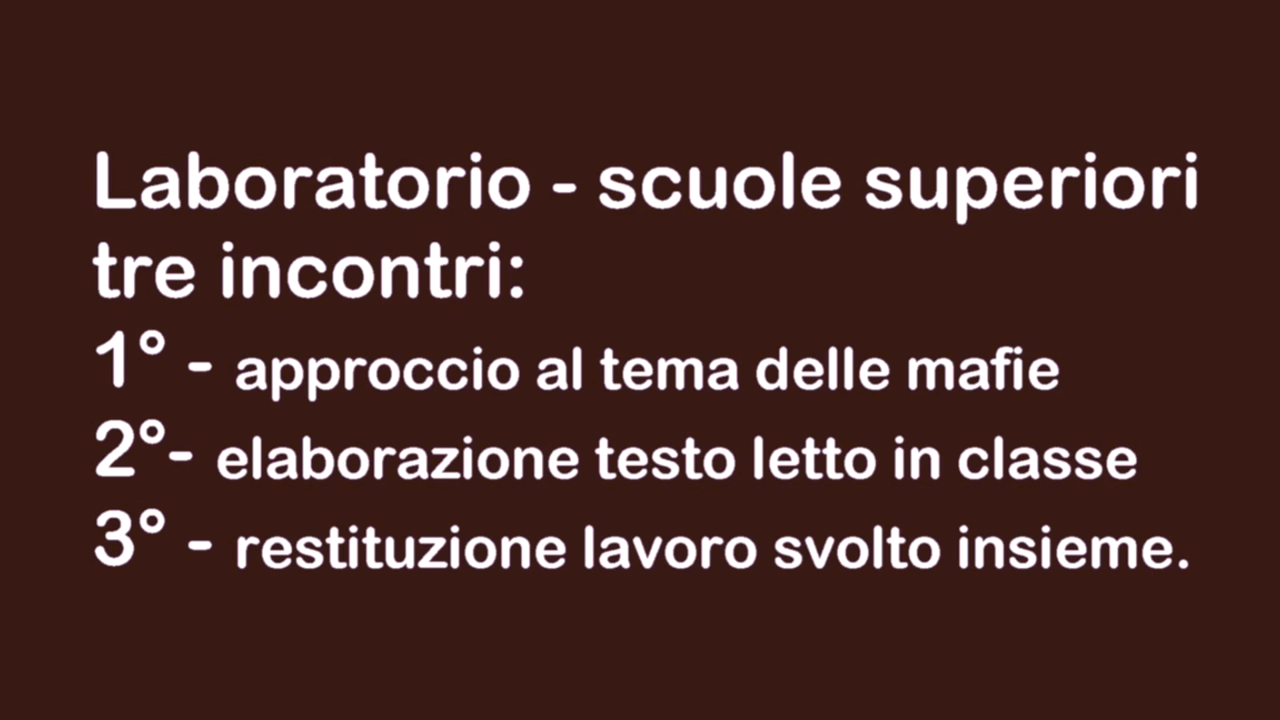 Laboratorio - scuole superiori
tre incontri:
1° - approccio al tema delle mafie
2°- elaborazione testo letto in classe
3° - restituzione lavoro svolto insieme.